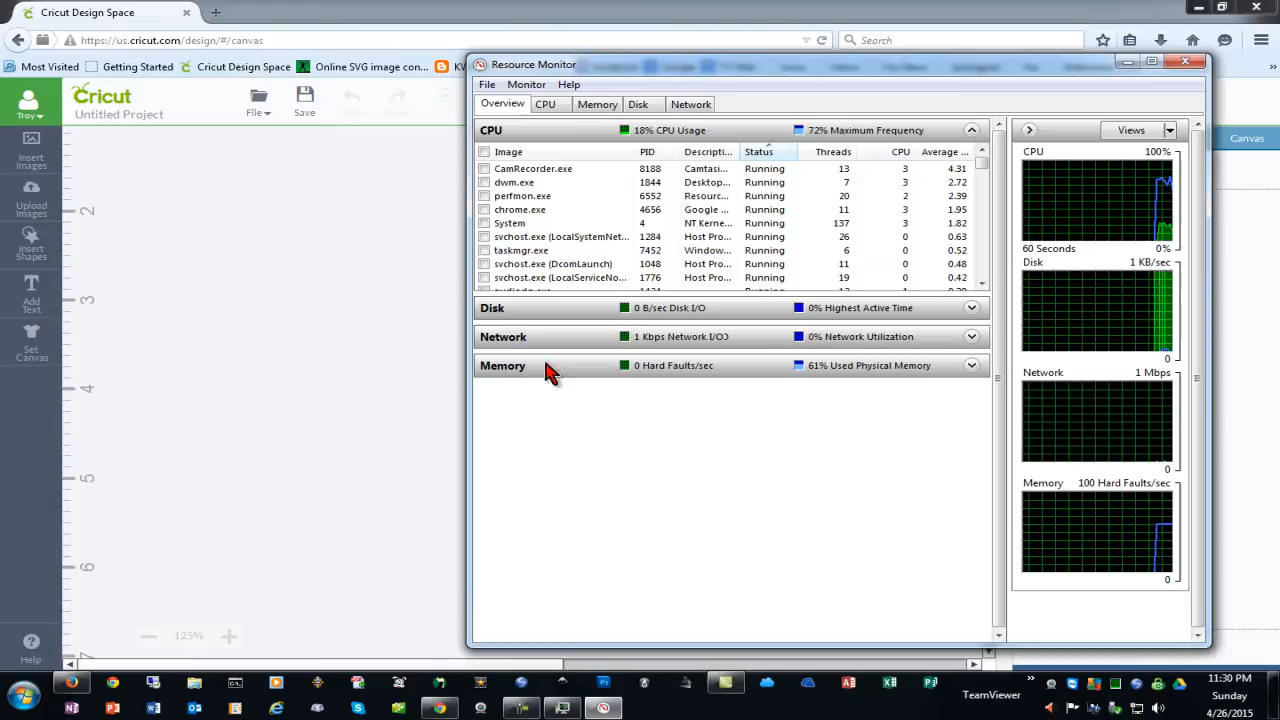 Cricut Design Space
https://us.cricut.com/design/#/canvas
Search
Most Visited
Getting Started
Cricut Design Space
Online SVG image con...
Resource Monitor
File Monitor Help
Overview CPU Memory Disk Network
Troy
Cricut
Untitled Project
File
Save
Canvas
Insert Images
Upload Images
Insert Shapes
Add Text
Set Canvas
Help
2
3
4
5
6
125%
CPU 18% CPU Usage 72% Maximum Frequency
Image PID Descripti... Status Threads CPU Average ...
CamRecorder.exe 8188 Camtasi... Running 13 3 4.31
dwm.exe 1844 Desktop... Running 7 3 2.72
perfmon.exe 6552 Resourc... Running 20 2 2.39
chrome.exe 4656 Google ... Running 11 3 1.95
System 4 NT Kerne... Running 137 3 1.82
svchost.exe (LocalSystemNet... 1284 Host Pro... Running 26 0 0.63
taskmgr.exe 7452 Window... Running 6 0 0.52
svchost.exe (DcomLaunch) 1048 Host Pro... Running 11 0 0.48
svchost.exe (LocalServiceNo... 1776 Host Pro... Running 19 0 0.42
Disk 0 B/sec Disk I/O 0% Highest Active Time
Network 1 Kbps Network I/O 0% Network Utilization
Memory 0 Hard Faults/sec 61% Used Physical Memory
Views
CPU 100%
60 Seconds 0%
Disk 1 KB/sec
0
Network 1 Mbps
0
Memory 100 Hard Faults/sec
0
TeamViewer
11:30 PM
Sunday
4/26/2015